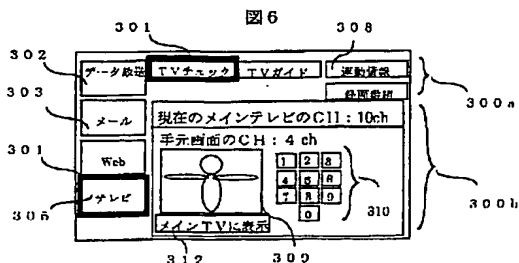 図6
301
308
302
データ放送 TVチェック TVガイド 連動情報
録画番組
300a
303
メール
現在のメインテレビのCH：10ch
手元画面のCH：4 ch
301
Web
1 2 3
4 5 6
7 8 9
0
300b
テレビ
305
310
メインTVに表示
312
309